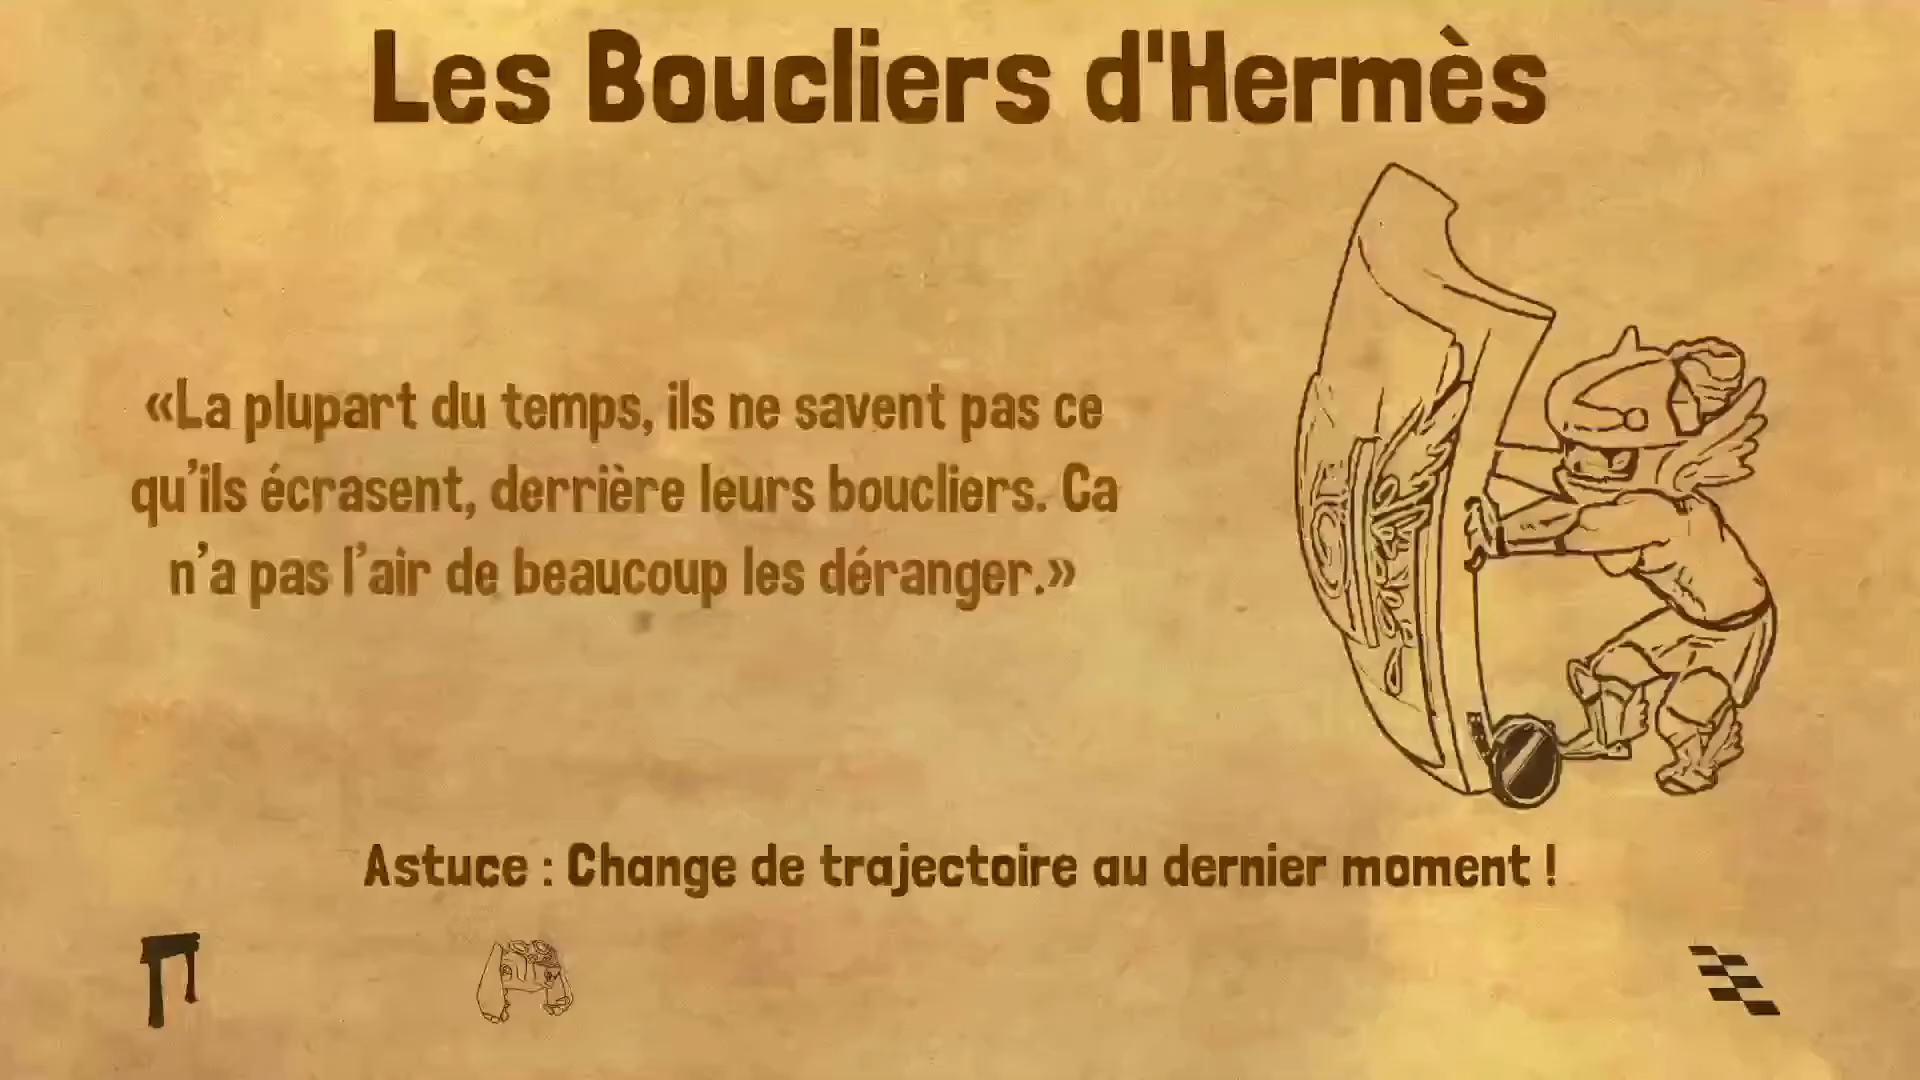 Les Boucliers d'Hermès
«La plupart du temps, ils ne savent pas ce
qu'ils écrasent, derrière leurs boucliers. Ca
n'a pas l'air de beaucoup les déranger.»
Astuce : Change de trajectoire au dernier moment !